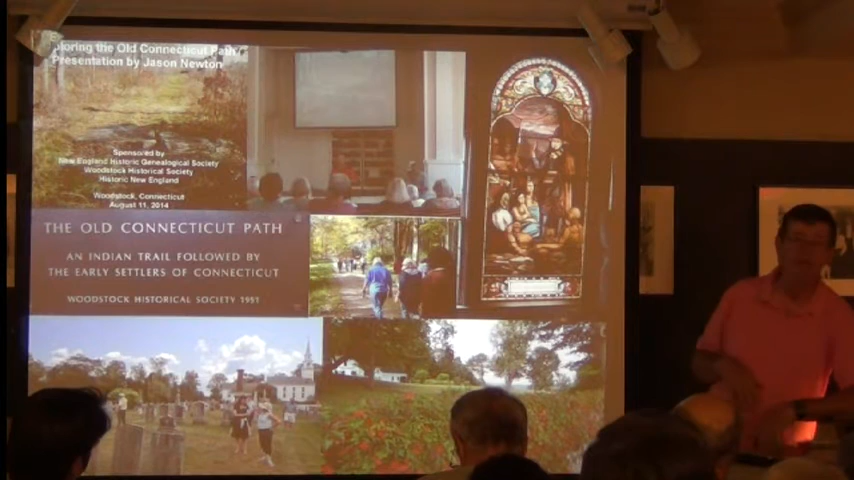 ploring the Old Connecticut Path
Presentation by Jason Newton
Sponsored by
New England Historic Genealogical Society
Woodstock Historical Society
Historic New England
Woodstock, Connecticut
August 11, 2014
THE OLD CONNECTICUT PATH
AN INDIAN TRAIL FOLLOWED BY
THE EARLY SETTLERS OF CONNECTICUT
WOODSTOCK HISTORICAL SOCIETY 1951